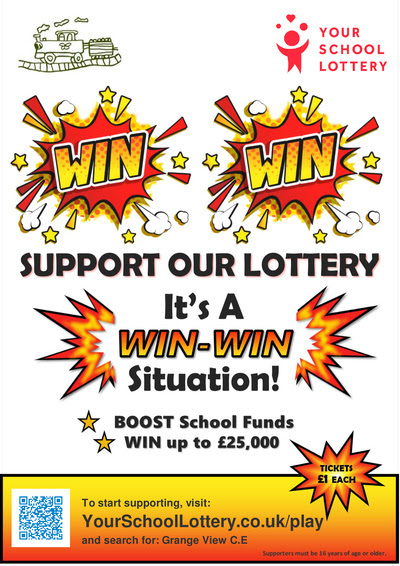 YOUR
SCHOOL
LOTTERY
WIN
WIN
SUPPORT OUR LOTTERY
It's A
WIN-WIN
Situation!
BOOST School Funds
WIN up to £25,000
TICKETS
£1 EACH
To start supporting, visit:
YourSchoolLottery.co.uk/play
and search for: Grange View C.E
Supporters must be 16 years of age or older.